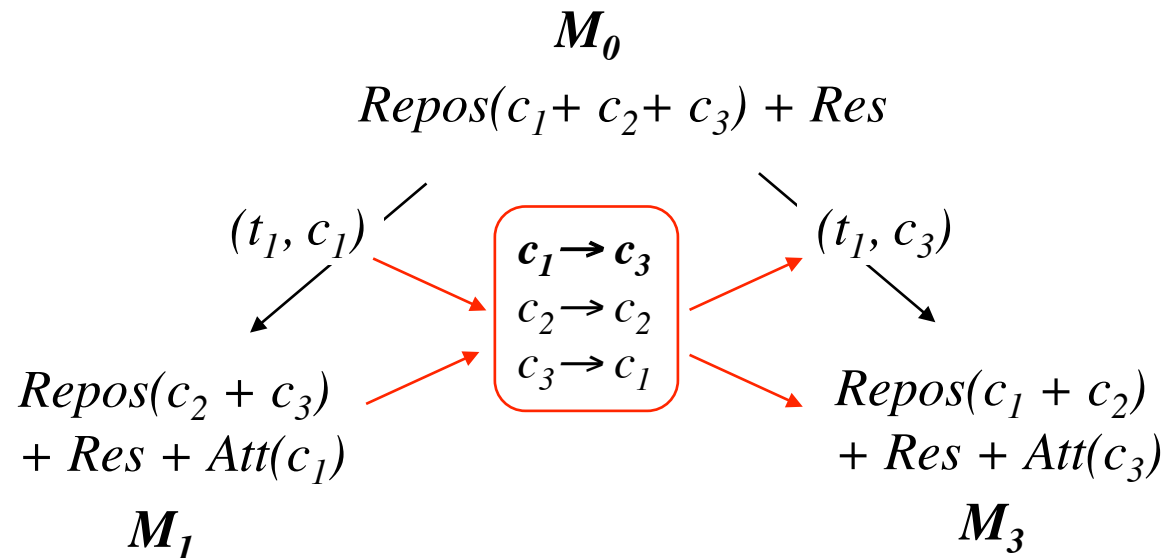 M₀
Repos(c₁+ c₂+ c₃) + Res
(t₁, c₁)
c₁→ c₃
c₂→ c₂
c₃→ c₁
(t₁, c₃)
Repos(c₂ + c₃)
+ Res + Att(c₁)
M₁
Repos(c₁ + c₂)
+ Res + Att(c₃)
M₃